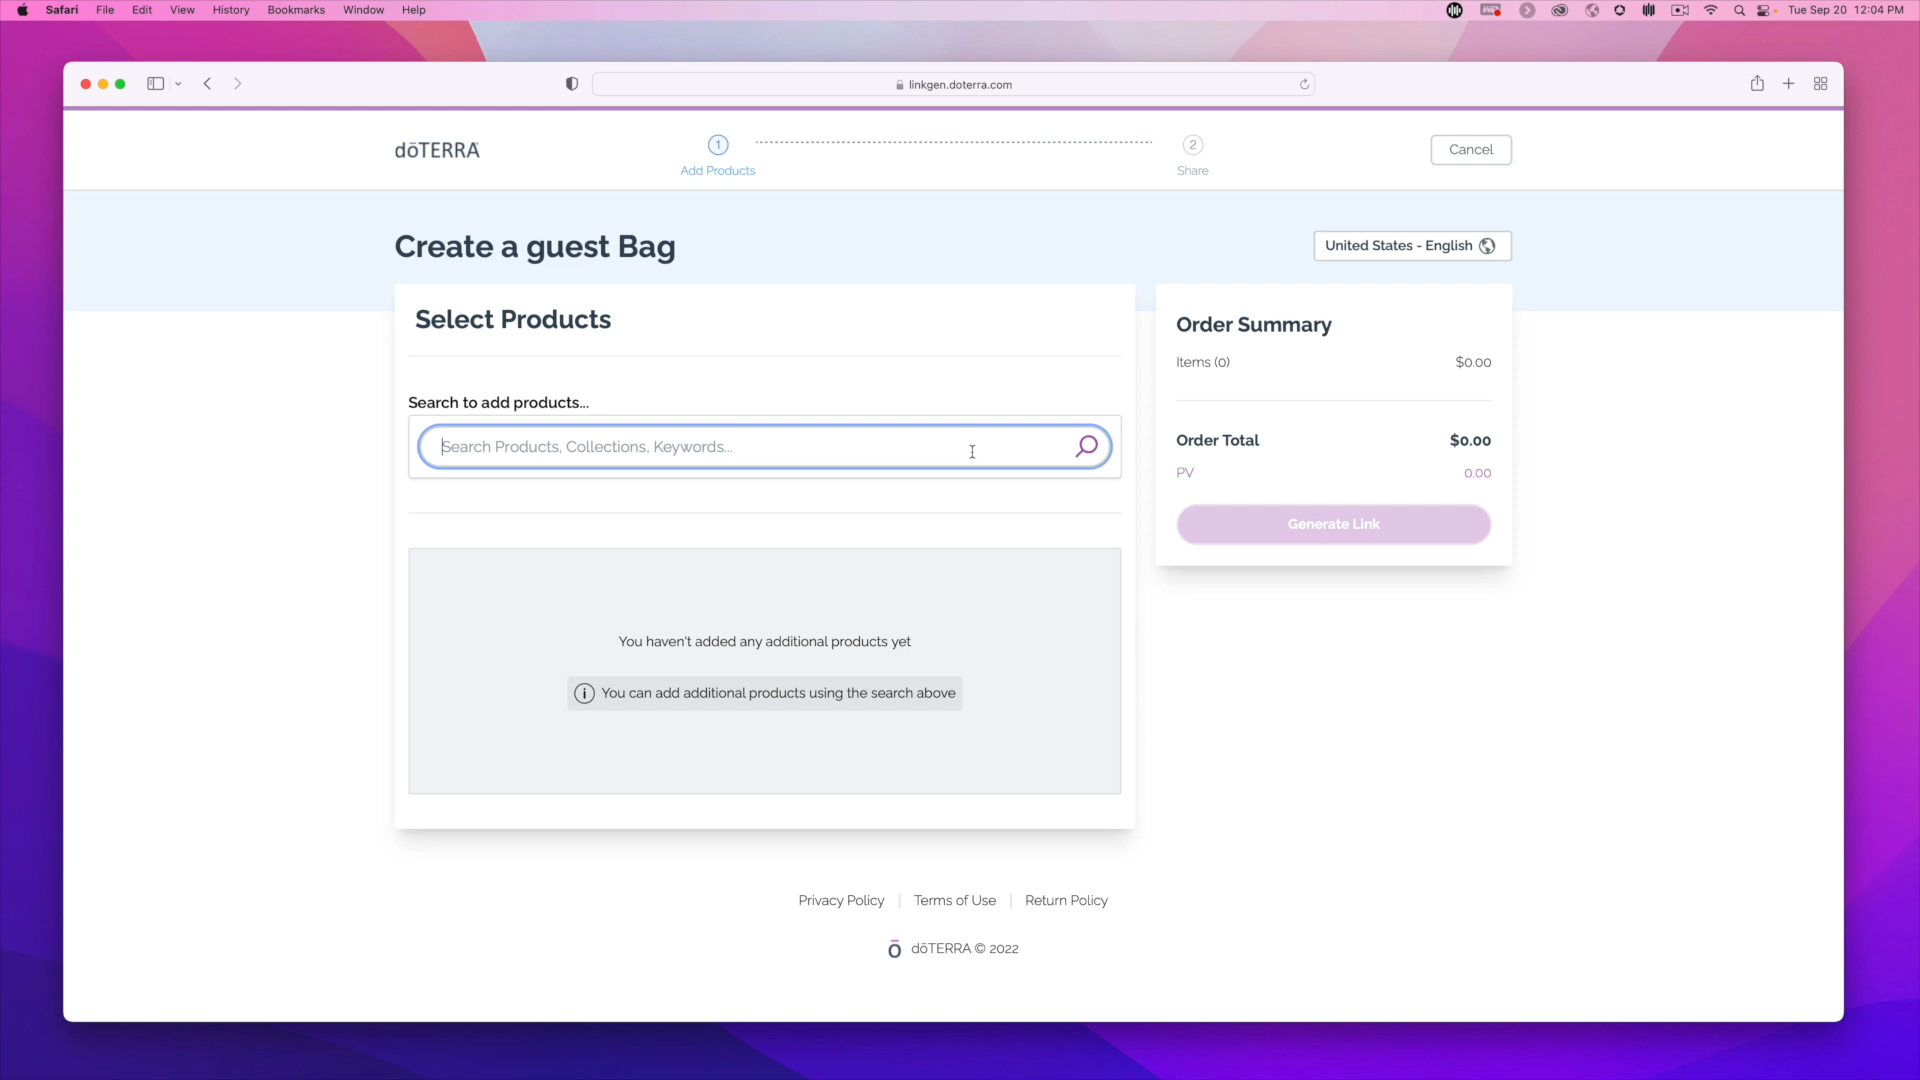 Safari File Edit View History Bookmarks Window Help
Tue Sep 20 12:04 PM
linkgen.doterra.com
dōTERRA
1
2
Add Products
Share
Cancel
Create a guest Bag
United States - English
Select Products
Search to add products...
Search Products, Collections, Keywords...
Order Summary
Items (0) $0.00
Order Total $0.00
PV 0.00
Generate Link
You haven't added any additional products yet
You can add additional products using the search above
Privacy Policy | Terms of Use | Return Policy
ō dōTERRA © 2022